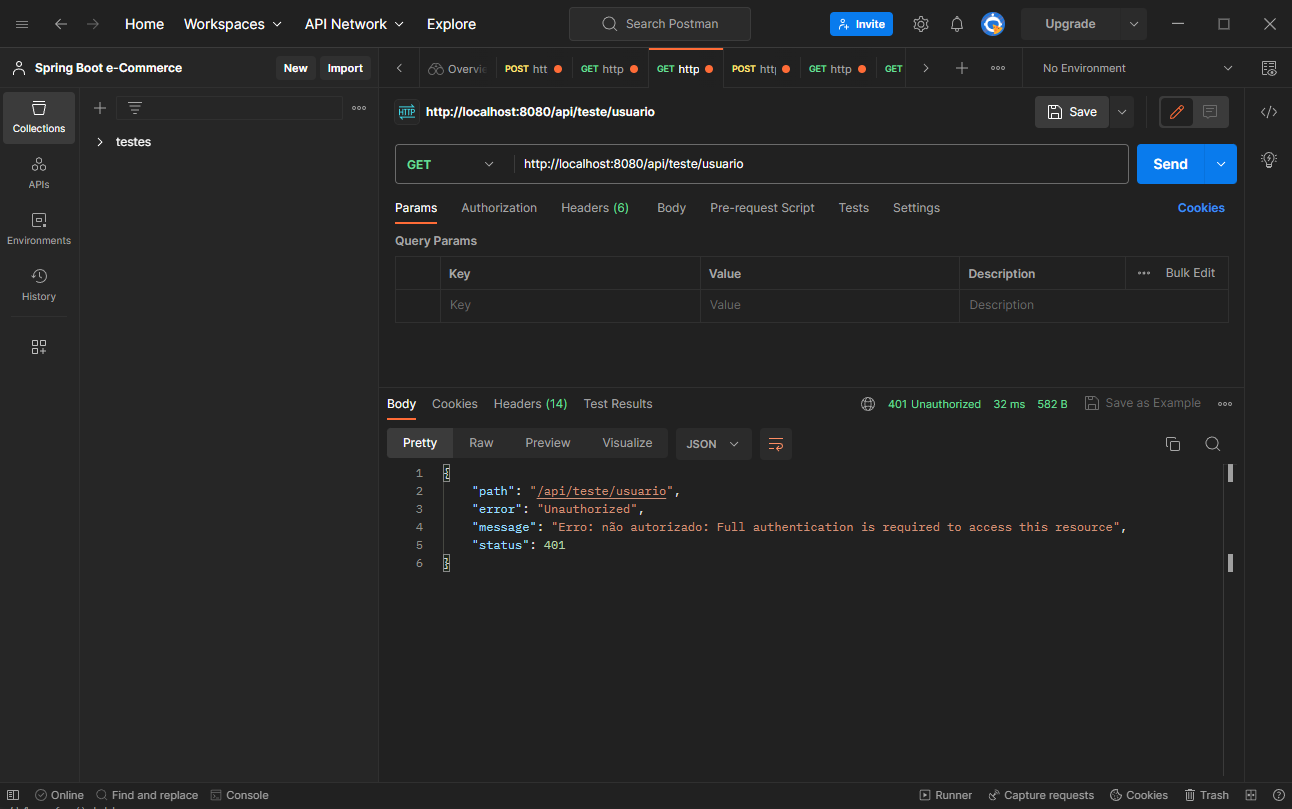 Home Workspaces API Network Explore Search Postman Invite Upgrade
Spring Boot e-Commerce New Import
POST htt GET http GET http POST GET http GET No Environment
Collections
APIs
Environments
History
testes
HTTP http://localhost:8080/api/teste/usuario Save
GET http://localhost:8080/api/teste/usuario Send
Params Authorization Headers (6) Body Pre-request Script Tests Settings Cookies
Query Params
Key Value Description Bulk Edit
Key Value Description
Body Cookies Headers (14) Test Results 401 Unauthorized 32 ms 582 B Save as Example
Pretty Raw Preview Visualize JSON
1 {
2 "path": "/api/teste/usuario",
3 "error": "Unauthorized",
4 "message": "Erro: não autorizado: Full authentication is required to access this resource",
5 "status": 401
6 }
Online Find and replace Console Runner Capture requests Cookies Trash